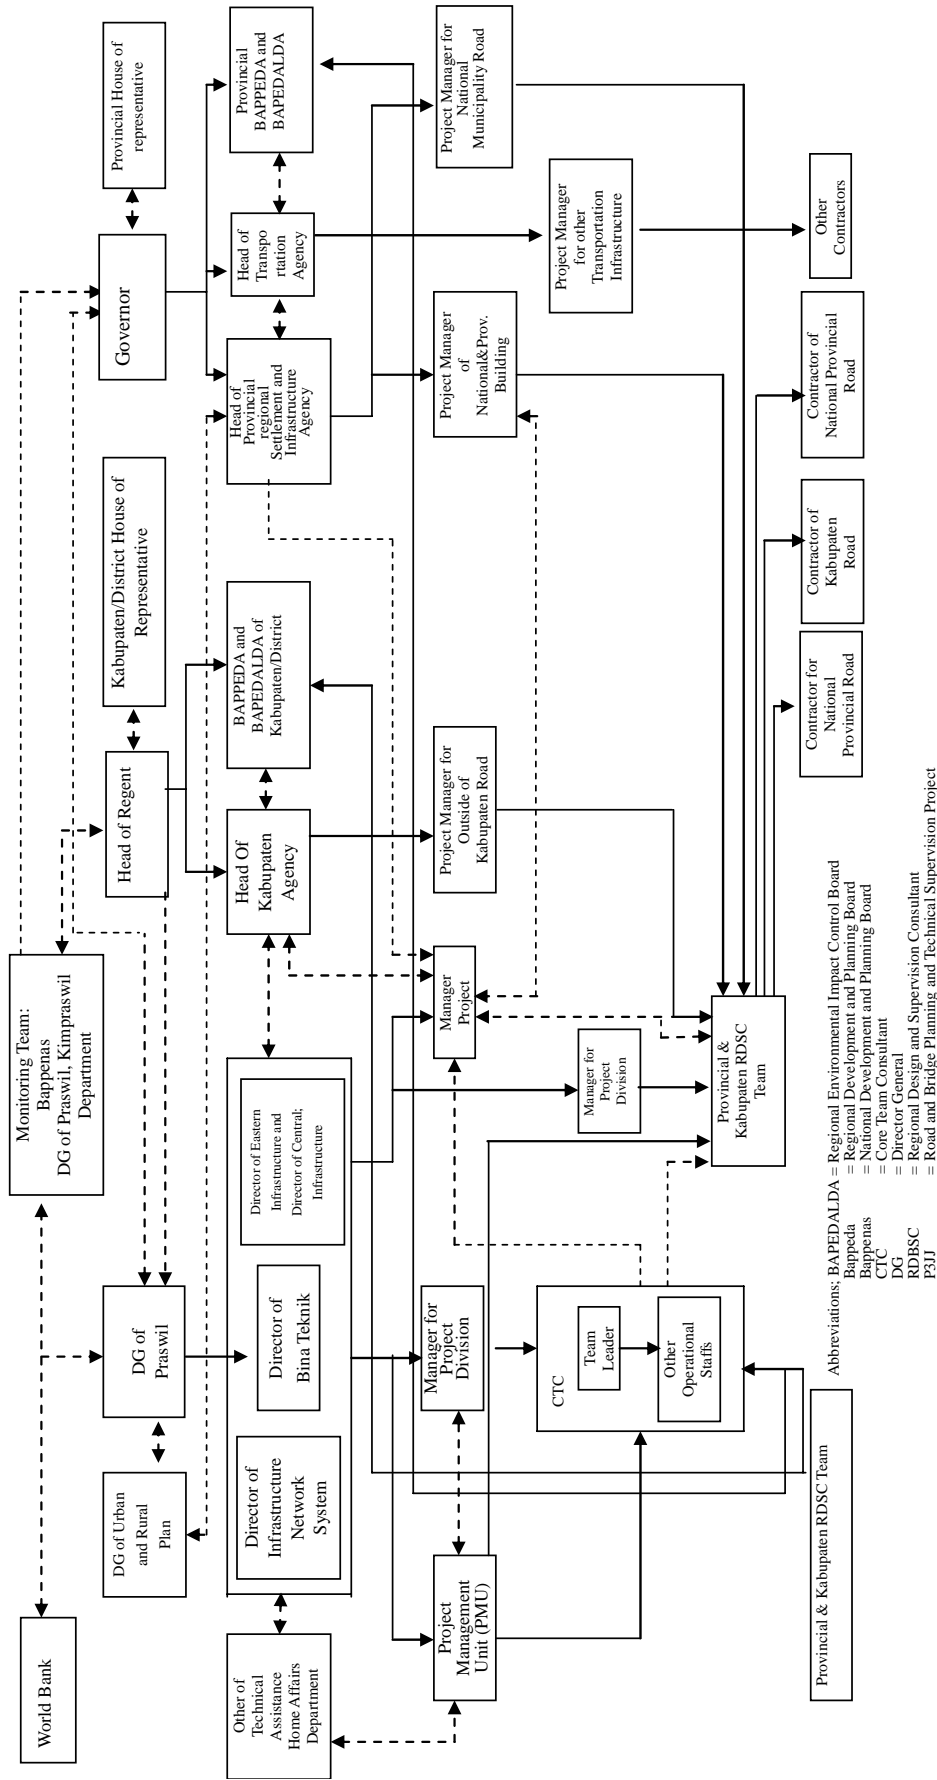 World Bank
Monitoring Team:
Bappenas
DG of Praswil, Kimpraswil
Department
DG of Urban
and Rural
Plan
DG of
Praswil
Head of Regent
Kabupaten/District House of
Representative
Governor
Provincial House of
representative
Other of
Technical
Assistance
Home Affairs
Department
Director of
Infrastructure
Network
System
Director of
Bina Teknik
Director of Eastern
Infrastructure and
Director of Central;
Infrastructure
Head Of
Kabupaten
Agency
BAPPEDA and
BAPEDALDA of
Kabupaten/District
Head of
Provincial
regional
Settlement and
Infrastructure
Agency
Head of
Transpo
rtation
Agency
Provincial
BAPPEDA and
BAPEDALDA
Project
Management
Unit (PMU)
Manager for
Project
Division
Manager
Project
Project Manager for
Outside of
Kabupaten Road
Project Manager
of
National&Prov.
Building
Project Manager
for other
Transportation
Infrastructure
Project Manager for
National
Municipality Road
CTC
Team
Leader
Other
Operational
Staffs
Manager for
Project
Division
Provincial &
Kabupaten RDSC
Team
Provincial & Kabupaten RDSC Team
Contractor for
National
Provincial Road
Contractor of
Kabupaten
Road
Contractor of
National Provincial
Road
Other
Contractors
Abbreviations; BAPEDALDA = Regional Environmental Impact Control Board
Bappeda = Regional Development and Planning Board
Bappenas = National Development and Planning Board
CTC = Core Team Consultant
DG = Director General
RDBSC = Regional Design and Supervision Consultant
P3JJ = Road and Bridge Planning and Technical Supervision Project